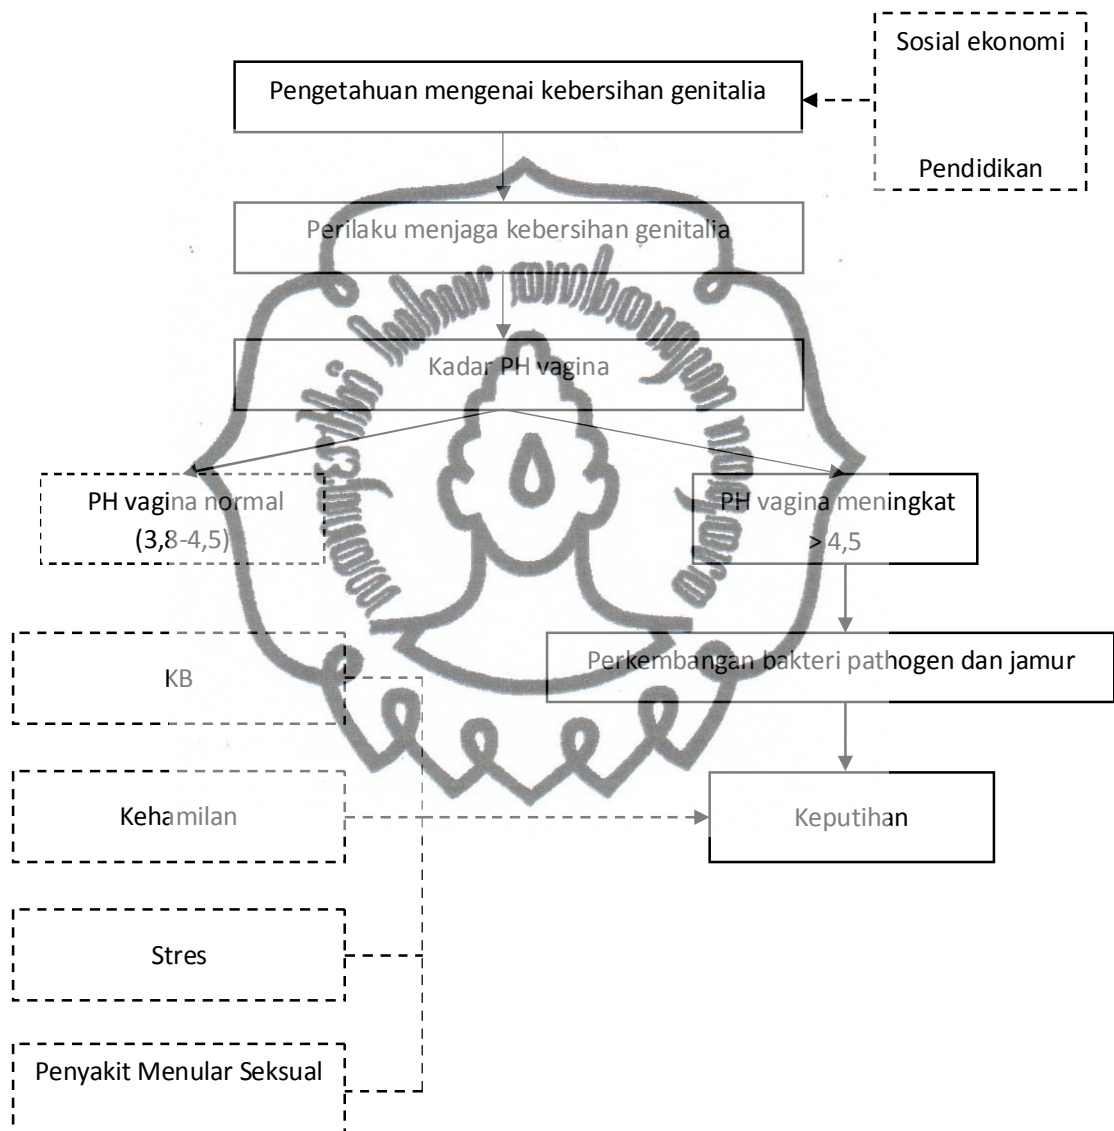 Sosial ekonomi
Pengetahuan mengenai kebersihan genitalia
Pendidikan
Perilaku menjaga kebersihan genitalia
Kadar PH vagina
PH vagina normal
(3,8-4,5)
PH vagina meningkat
>4,5
KB
Perkembangan bakteri pathogen dan jamur
Kehamilan
Keputihan
Stres
Penyakit Menular Seksual